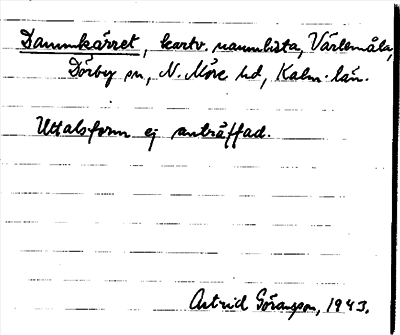 Dammkärret, kartv. namnlista, Värlemåla,
Dörby sn, N. Möre hd, Kalm. län.
Uttalsform ej anträffad.
Astrid Göransson, 1943.